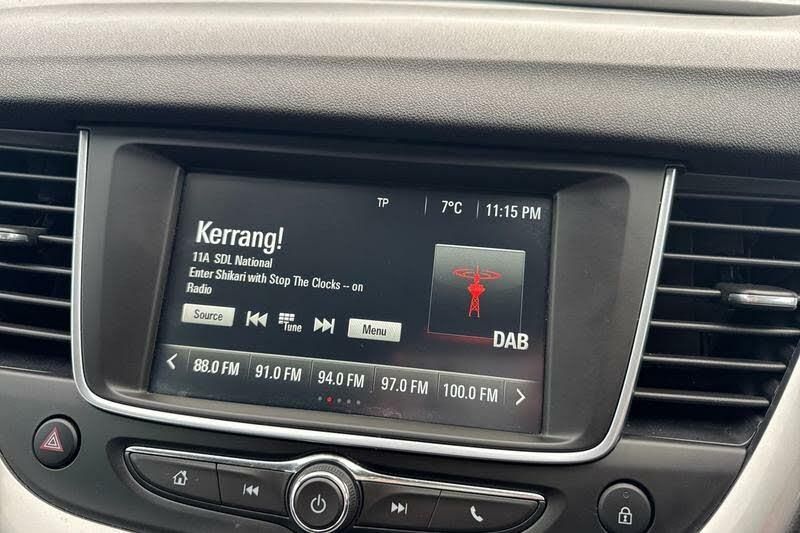 TP 7°C 11:15 PM
Kerrang!
11A SDL National
Enter Shikari with Stop The Clocks -- on
Radio
Source Tune Menu
DAB
88.0 FM 91.0 FM 94.0 FM 97.0 FM 100.0 FM